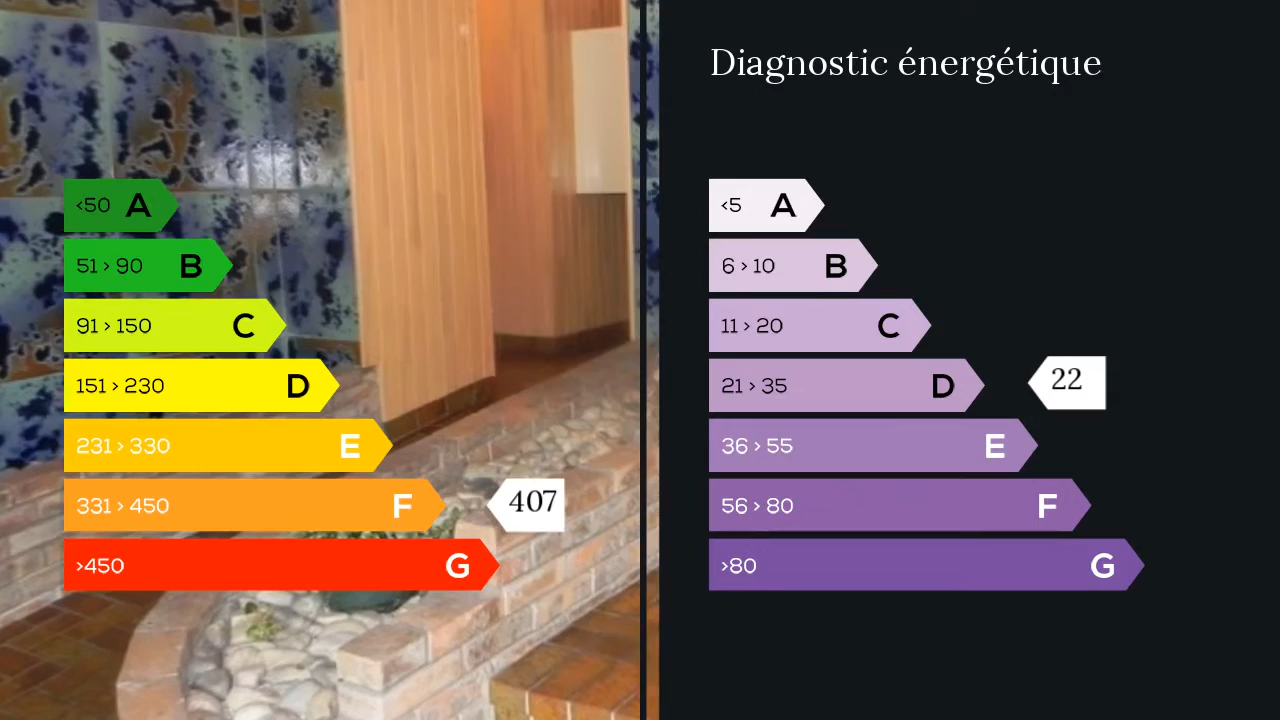 Diagnostic énergétique
<50 A
51 > 90 B
91 > 150 C
151 > 230 D
231 > 330 E
331 > 450 F
407
>450 G
<5 A
6 > 10 B
11 > 20 C
21 > 35 D
22
36 > 55 E
56 > 80 F
>80 G